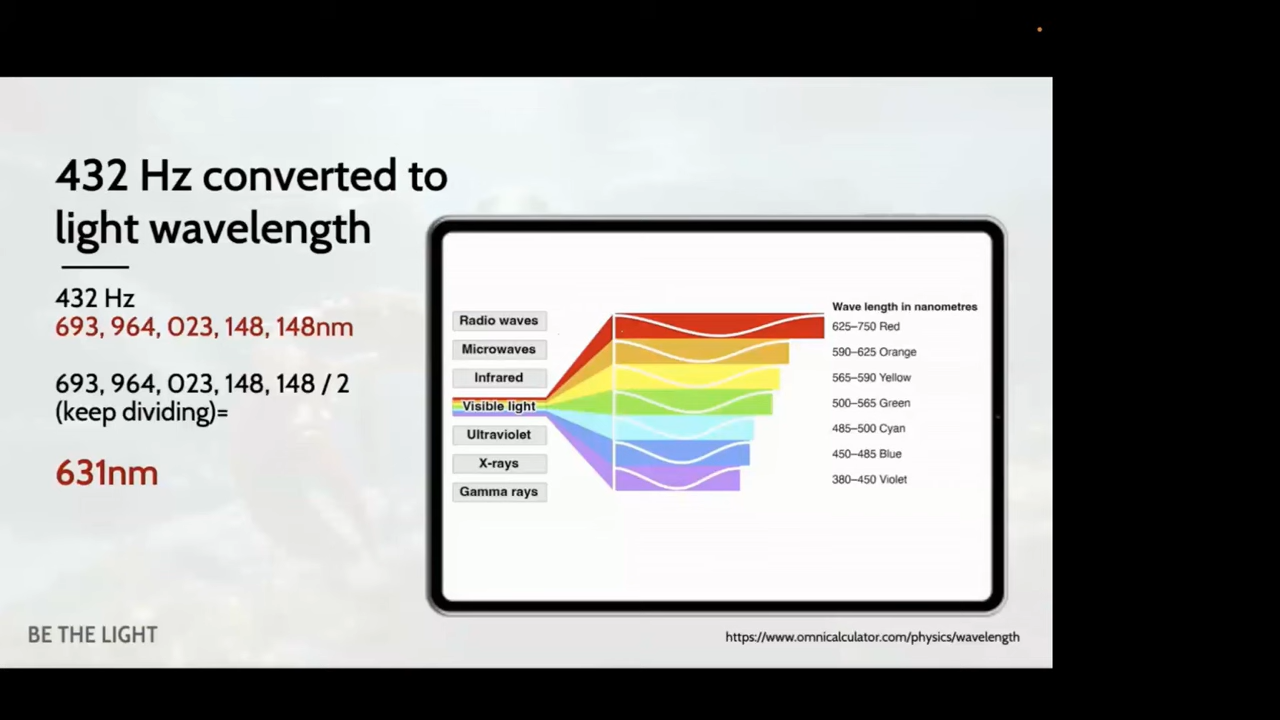 432 Hz converted to
light wavelength
432 Hz
693, 964, 023, 148, 148nm
693, 964, 023, 148, 148 / 2
(keep dividing)=
631nm
Radio waves
Microwaves
Infrared
Visible light
Ultraviolet
X-rays
Gamma rays
Wave length in nanometres
625–750 Red
590–625 Orange
565–590 Yellow
500–565 Green
485–500 Cyan
450–485 Blue
380–450 Violet
BE THE LIGHT
https://www.omnicalculator.com/physics/wavelength